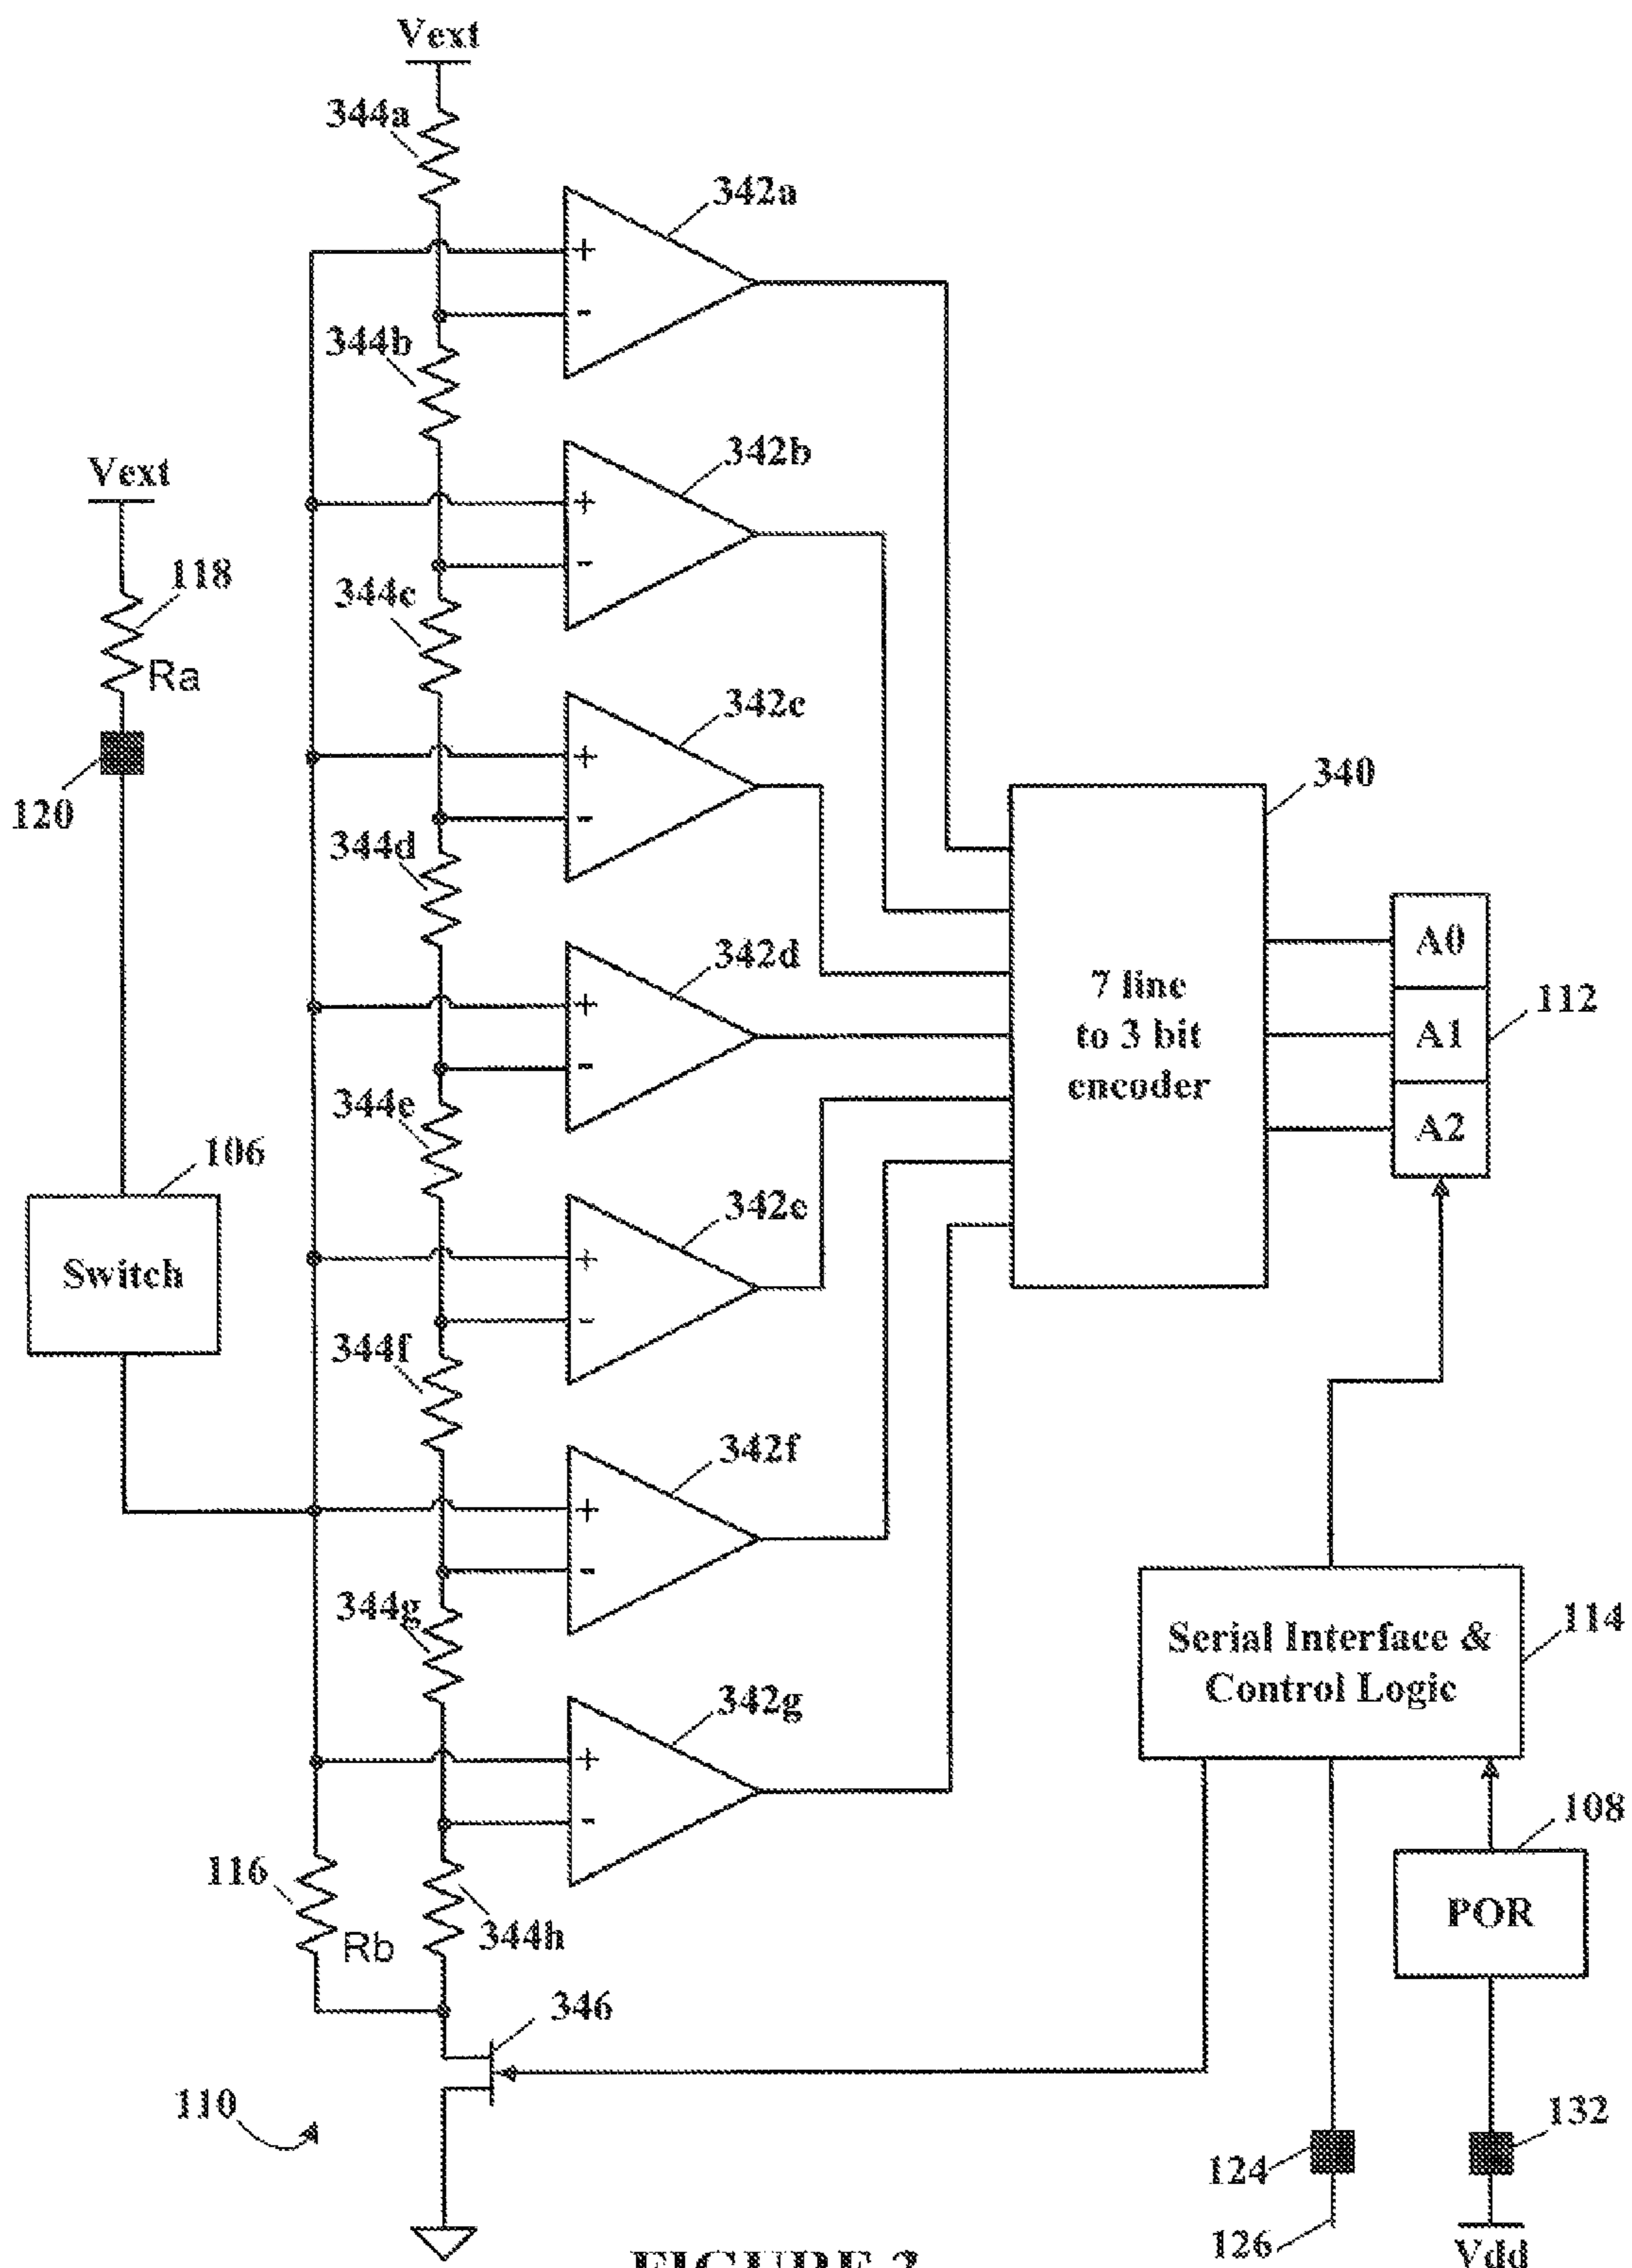 Vext
344a
342a
344b
342b
Vext
118
Ra
344c
342c
120
340
344d
342d
7 line
to 3 bit
encoder
A0
A1
A2
112
344e
106
Switch
342e
344f
342f
344g
342g
Serial Interface &
Control Logic
114
108
POR
116
Rb
344h
346
110
124
126
132
Vdd
+
-
+
-
+
-
+
-
+
-
+
-
+
-